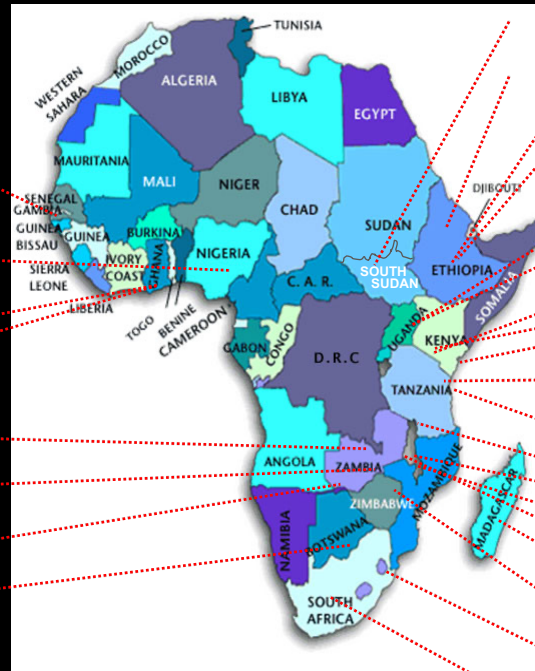 TUNISIA
MOROCCO
WESTERN
SAHARA
ALGERIA
LIBYA
EGYPT
MAURITANIA
MALI
NIGER
CHAD
SUDAN
DJIBOUTI
SENEGAL
GAMBIA
GUINEA
BISSAU
GUINEA
BURKINA
NIGERIA
SOUTH
SUDAN
ETHIOPIA
SIERRA
LEONE
IVORY
COAST
GHANA
C. A. R.
SOMALIA
LIBERIA
TOGO
BENINE
CAMEROON
UGANDA
KENYA
GABON
CONGO
D.R.C
TANZANIA
ANGOLA
ZAMBIA
MOZAMBIQUE
ZIMBABWE
MADAGASCAR
NAMIBIA
BOTSWANA
SOUTH
AFRICA